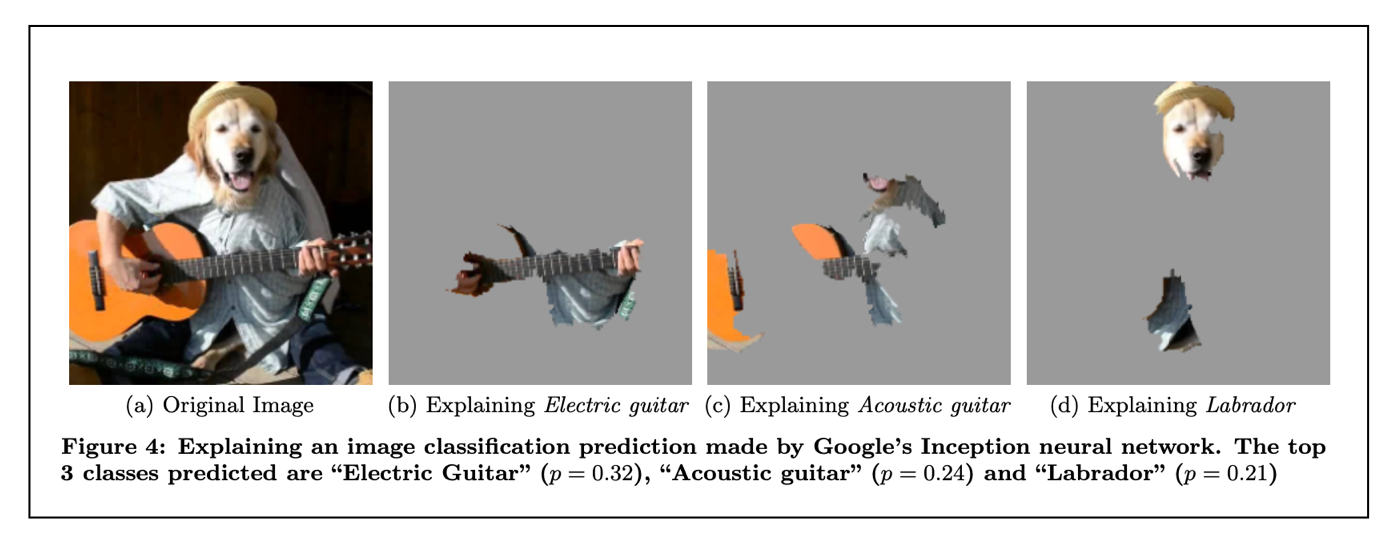 (a) Original Image
(b) Explaining Electric guitar
(c) Explaining Acoustic guitar
(d) Explaining Labrador
Figure 4: Explaining an image classification prediction made by Google's Inception neural network. The top
3 classes predicted are “Electric Guitar” (p = 0.32), “Acoustic guitar” (p = 0.24) and “Labrador” (p = 0.21)